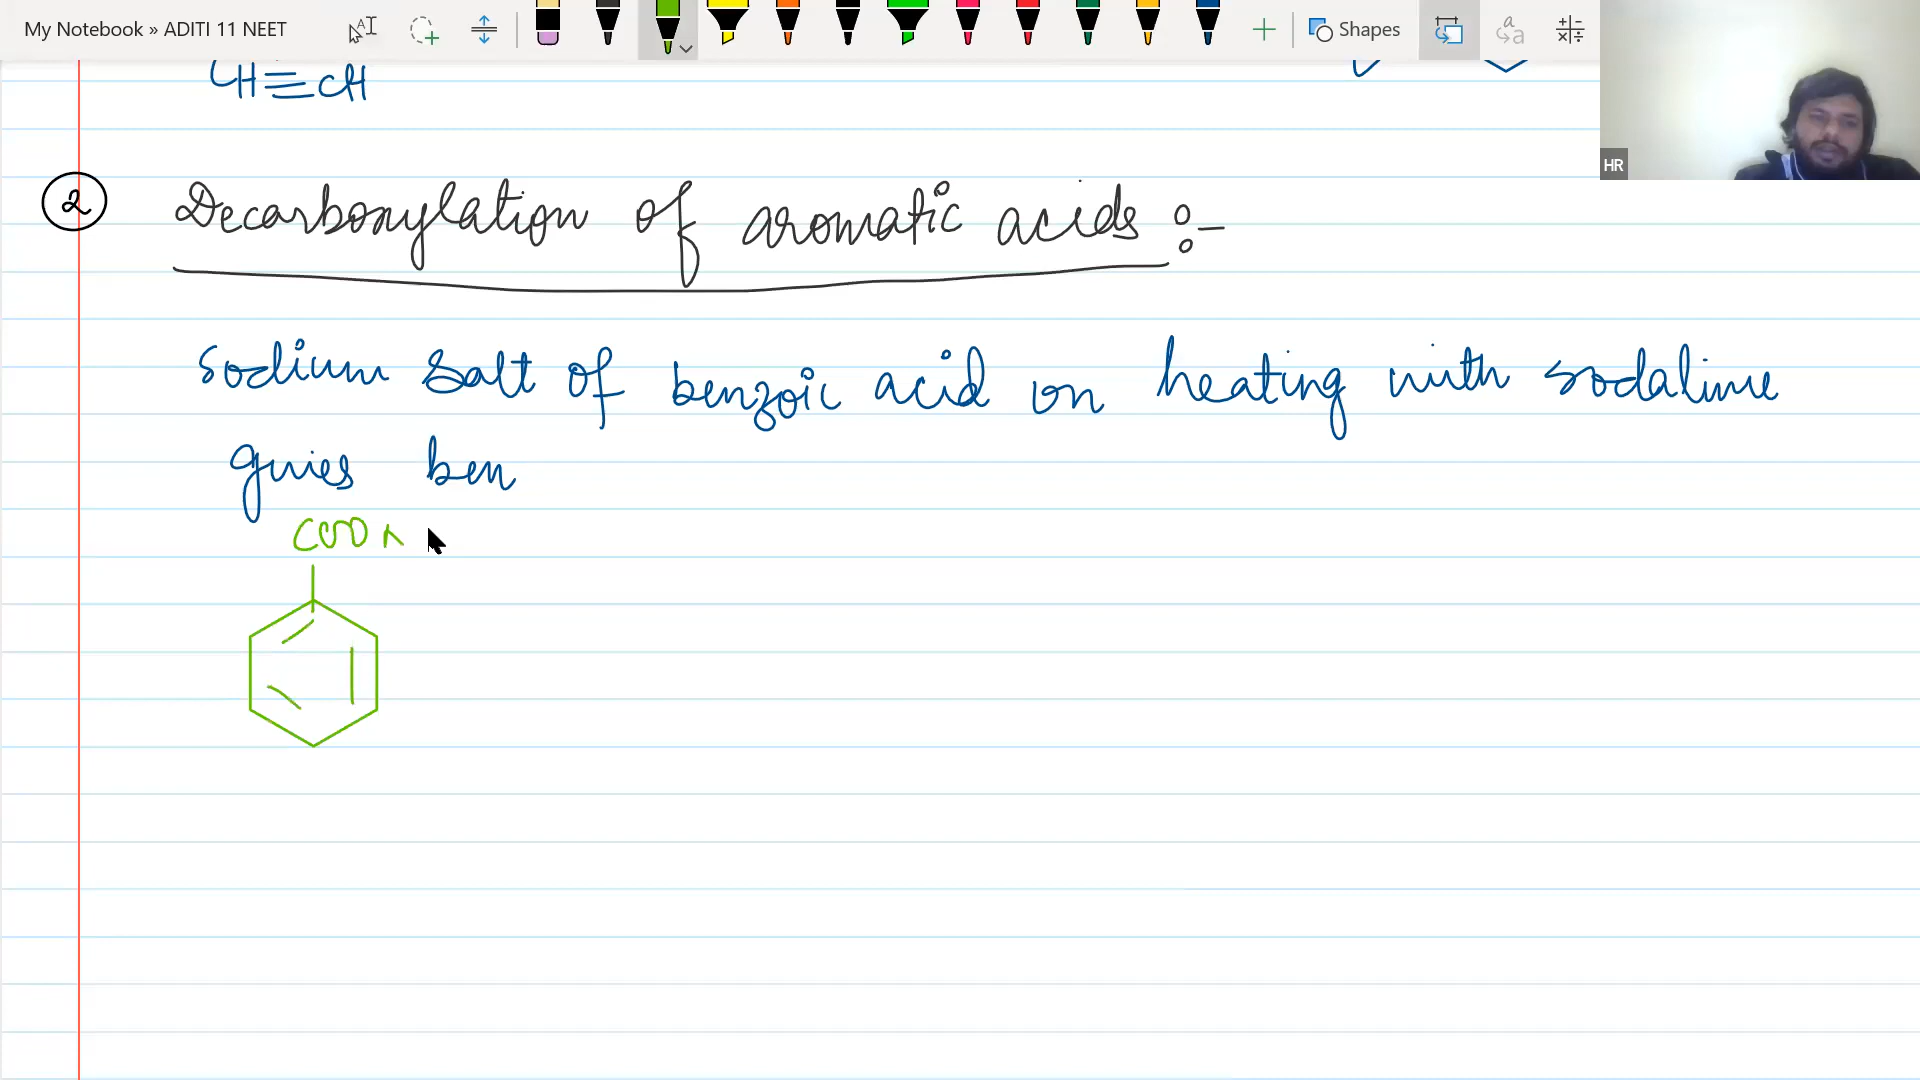 My Notebook » ADITI 11 NEET
Shapes
HR
CH≡CH
2 Decarboxylation of aromatic acids :-
Sodium Salt of benzoic acid on heating with sodalime
gives ben
COO